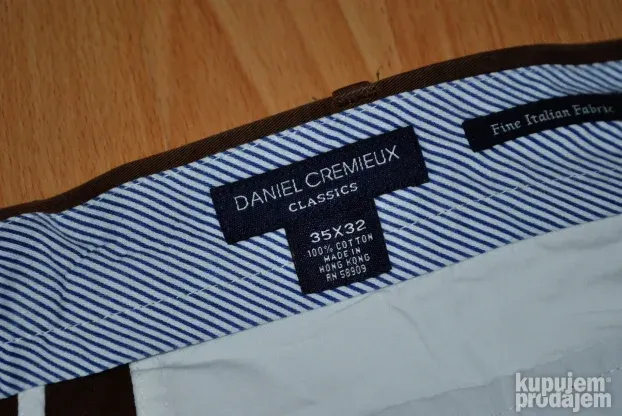 DANIEL CREMIEUX
CLASSICS
35X32
100% COTTON
MADE IN
HONG KONG
RN 58909
Fine Italian Fabric
kupujem
prodajem